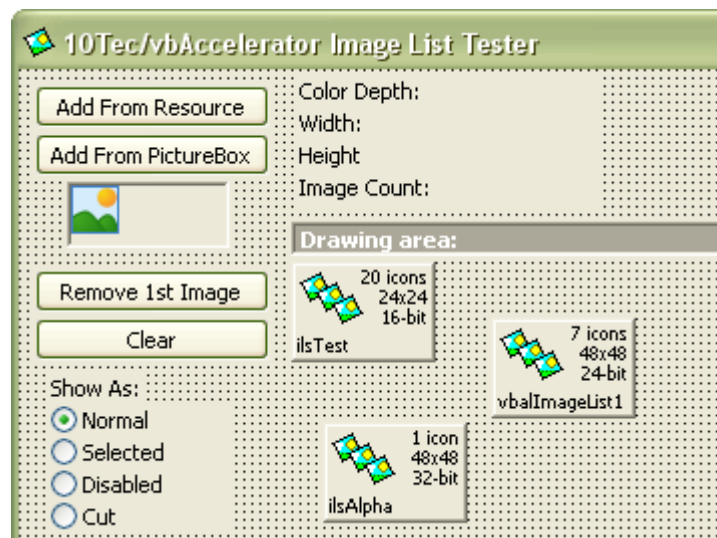 10Tec/vbAccelerator Image List Tester
Add From Resource
Add From PictureBox
Color Depth:
Width:
Height
Image Count:
Drawing area:
Remove 1st Image
Clear
20 icons
24x24
16-bit
ilsTest
7 icons
48x48
24-bit
vbalImageList1
Show As:
Normal
Selected
Disabled
Cut
1 icon
48x48
32-bit
ilsAlpha